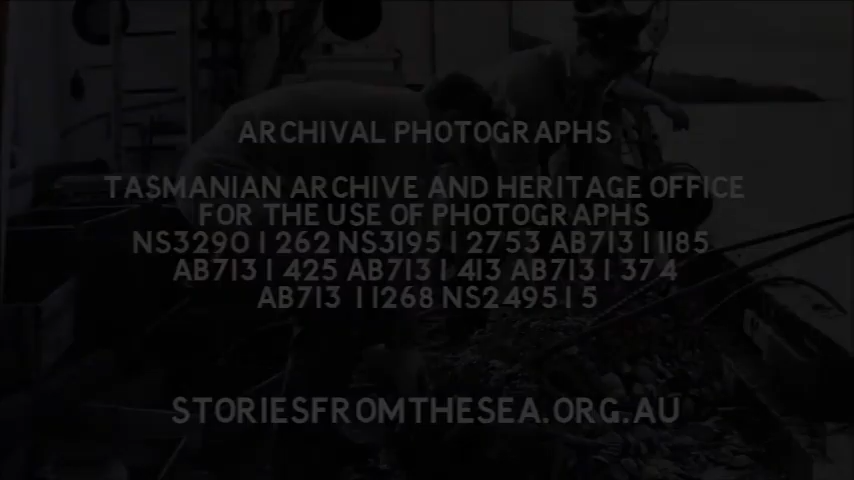 ARCHIVAL PHOTOGRAPHS
TASMANIAN ARCHIVE AND HERITAGE OFFICE
FOR THE USE OF PHOTOGRAPHS
NS3290 1 262 NS3195 1 2753 AB713 1 1185
AB713 1 425 AB713 1 413 AB713 1 374
AB713 1 1268 NS2495 1 5
STORIESFROMTHESEA.ORG.AU